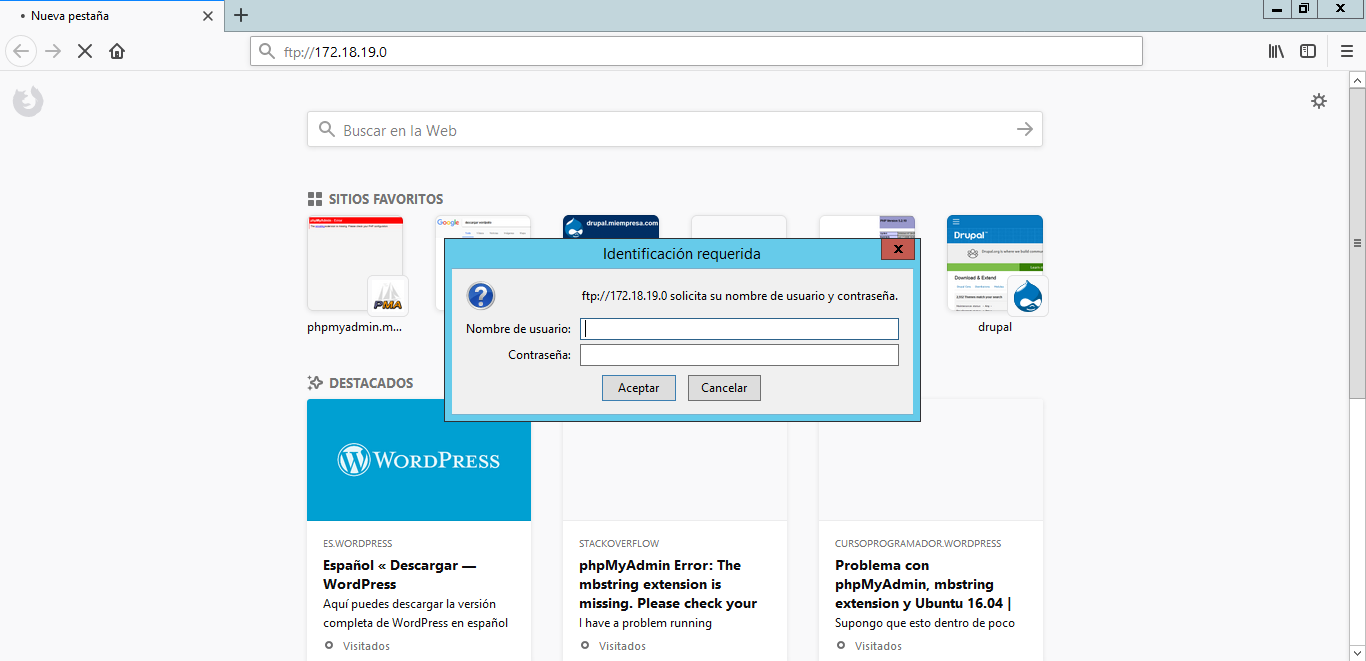 Nueva pestaña
ftp://172.18.19.0
Buscar en la Web
SITIOS FAVORITOS
Google
drupal.miempresa.com
Drupal
Download & Extend
PMA
phpmyadmin.m...
drupal
Identificación requerida
X
ftp://172.18.19.0 solicita su nombre de usuario y contraseña.
Nombre de usuario:
Contraseña:
Aceptar
Cancelar
DESTACADOS
WORDPRESS
ES.WORDPRESS
Español « Descargar —
WordPress
Aquí puedes descargar la versión
completa de WordPress en español
Visitados
STACKOVERFLOW
phpMyAdmin Error: The
mbstring extension is
missing. Please check your
I have a problem running
Visitados
CURSOPROGRAMADOR.WORDPRESS
Problema con
phpMyAdmin, mbstring
extension y Ubuntu 16.04 |
Supongo que esto dentro de poco
Visitados